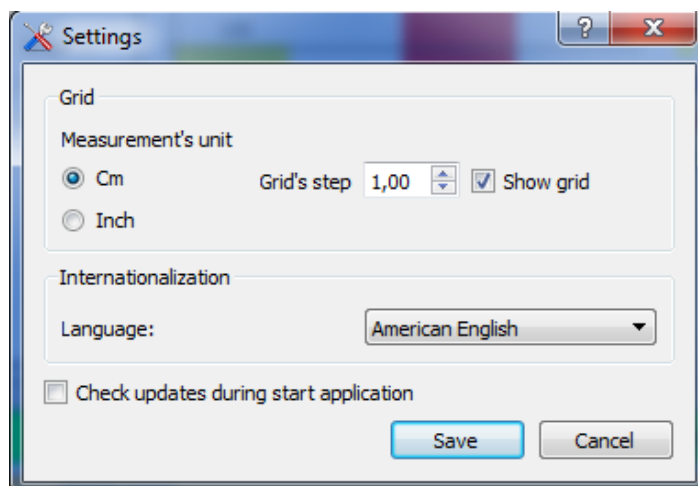 Settings
Grid
Measurement's unit
Cm
Grid's step 1,00 Show grid
Inch
Internationalization
Language: American English
Check updates during start application
Save Cancel